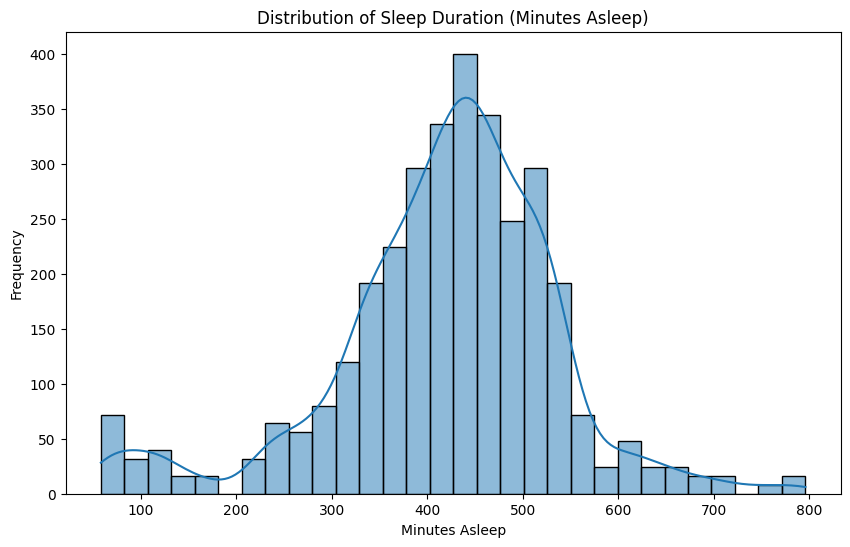 Distribution of Sleep Duration (Minutes Asleep)
400
350
300
250
200
150
100
50
0
Frequency
100 200 300 400 500 600 700 800
Minutes Asleep